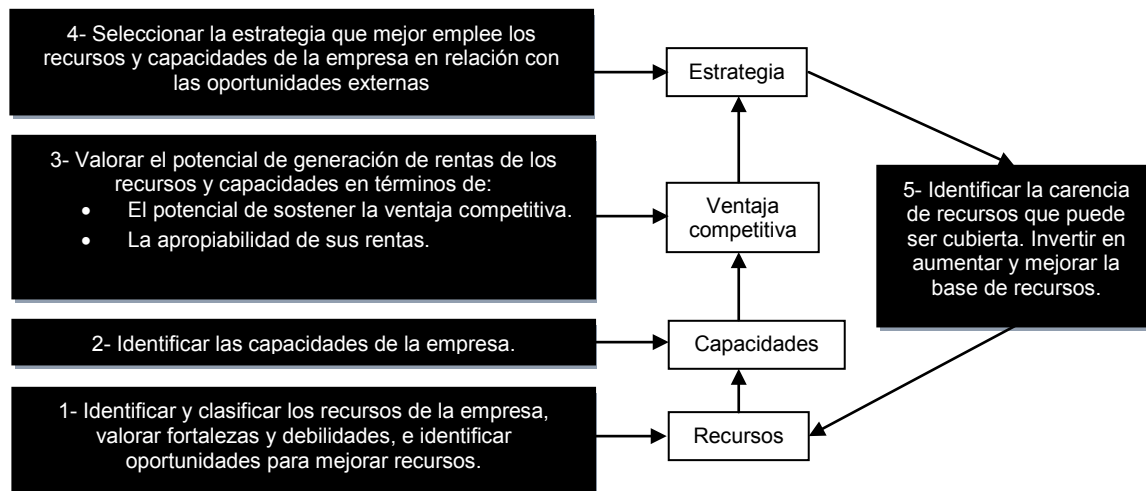 4- Seleccionar la estrategia que mejor emplee los
recursos y capacidades de la empresa en relación con
las oportunidades externas
Estrategia
3- Valorar el potencial de generación de rentas de los
recursos y capacidades en términos de:
• El potencial de sostener la ventaja competitiva.
• La apropiabilidad de sus rentas.
Ventaja
competitiva
5- Identificar la carencia
de recursos que puede
ser cubierta. Invertir en
aumentar y mejorar la
base de recursos.
2- Identificar las capacidades de la empresa.
Capacidades
1- Identificar y clasificar los recursos de la empresa,
valorar fortalezas y debilidades, e identificar
oportunidades para mejorar recursos.
Recursos